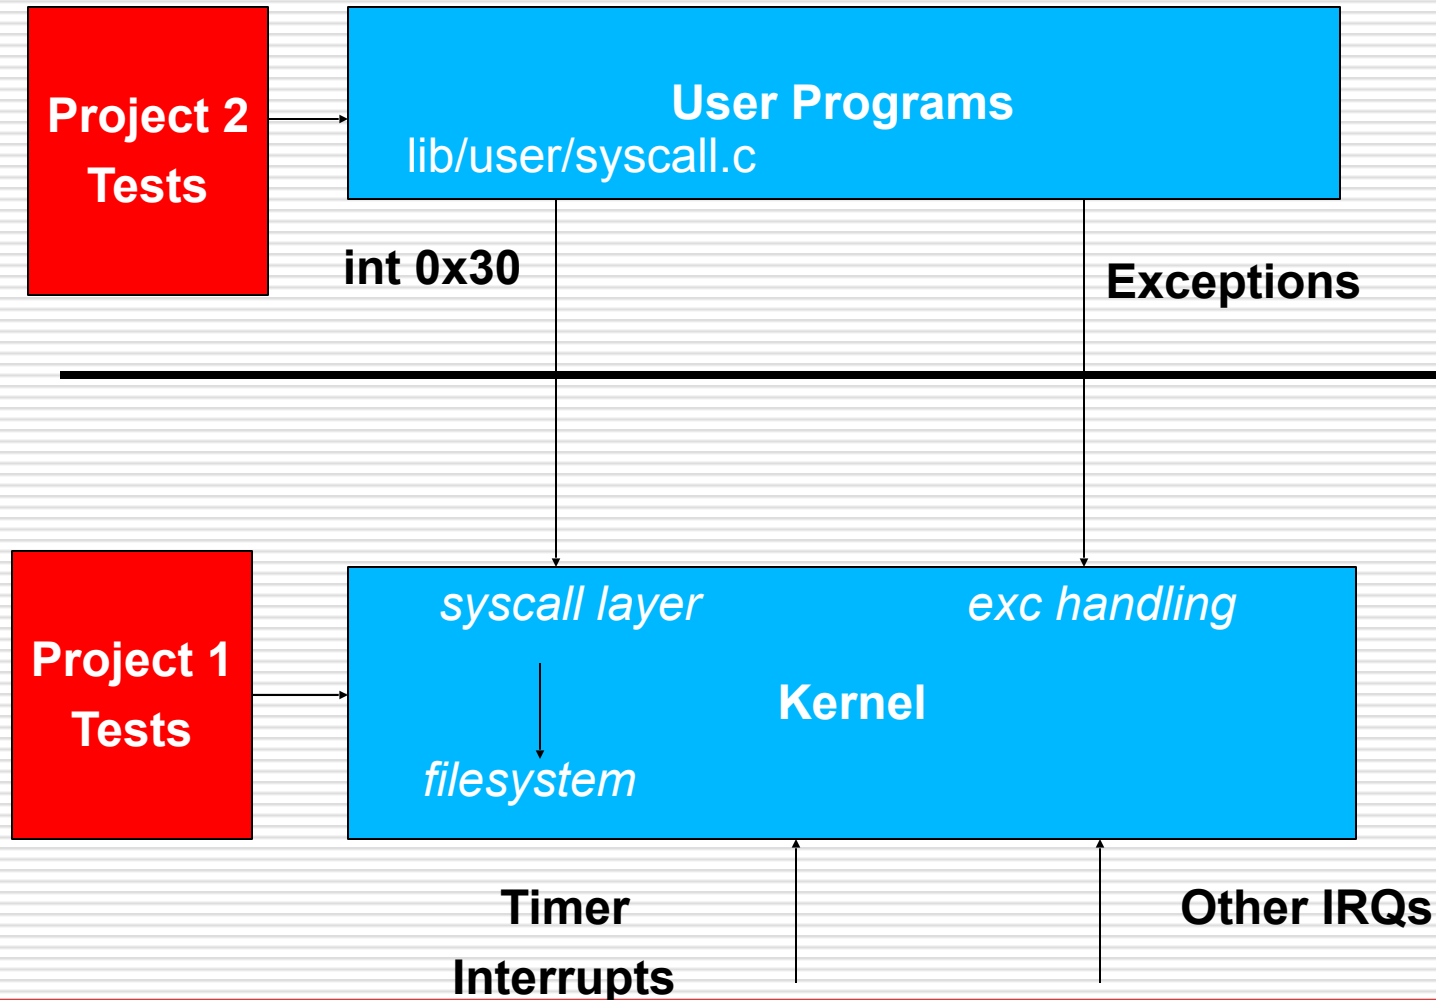 Project 2
Tests
User Programs
lib/user/syscall.c
int 0x30
Exceptions
Project 1
Tests
syscall layer
exc handling
Kernel
filesystem
Timer
Interrupts
Other IRQs